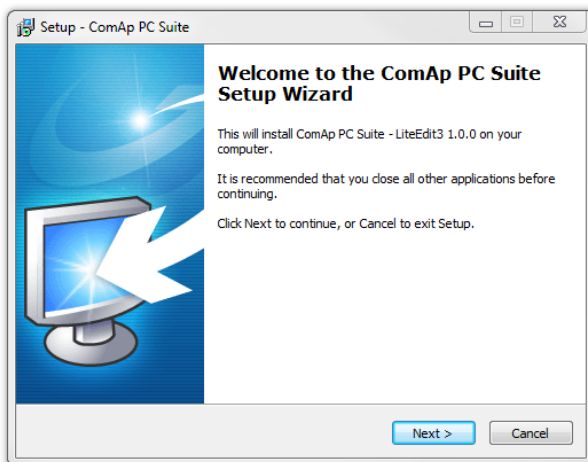 Setup - ComAp PC Suite
Welcome to the ComAp PC Suite
Setup Wizard
This will install ComAp PC Suite - LiteEdit3 1.0.0 on your
computer.
It is recommended that you close all other applications before
continuing.
Click Next to continue, or Cancel to exit Setup.
Next >
Cancel